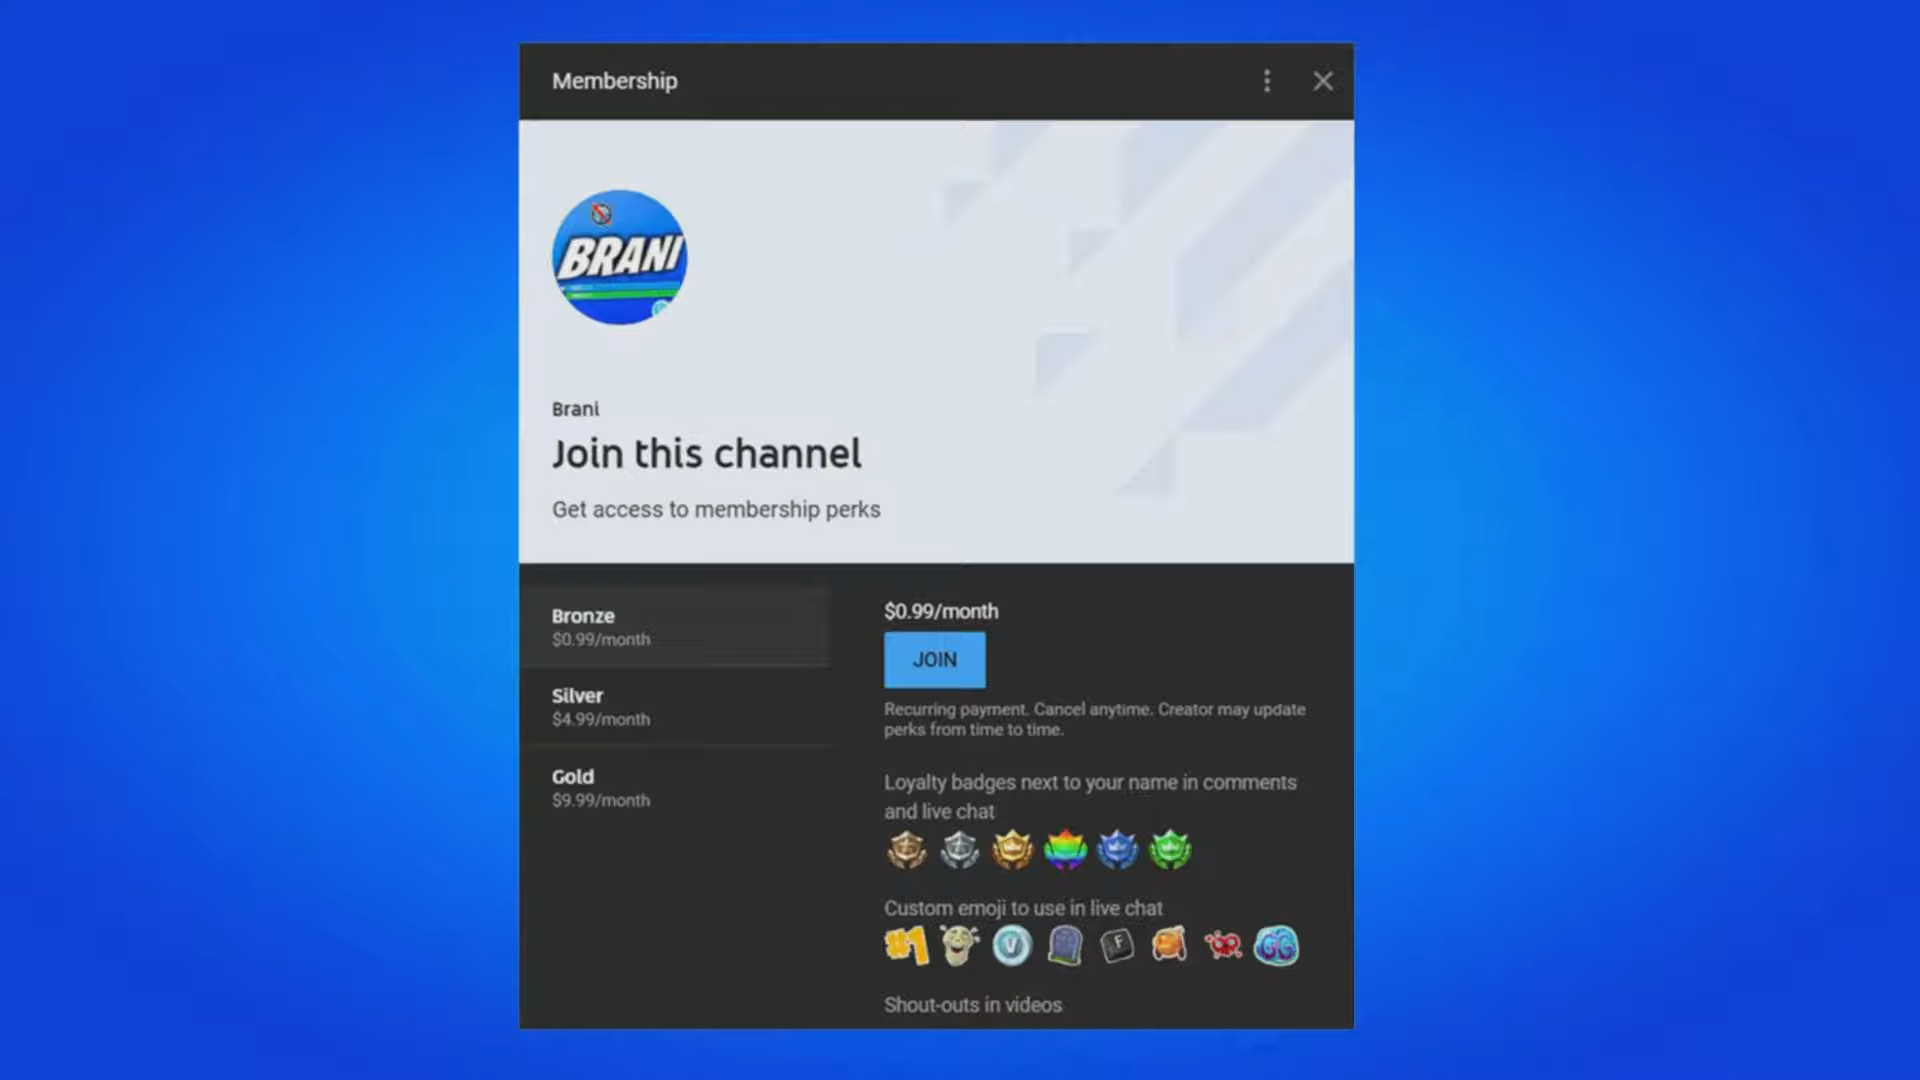 Membership
BRANI
Brani
Join this channel
Get access to membership perks
Bronze
$0.99/month
Silver
$4.99/month
Gold
$9.99/month
$0.99/month
JOIN
Recurring payment. Cancel anytime. Creator may update
perks from time to time.
Loyalty badges next to your name in comments
and live chat
Custom emoji to use in live chat
#1 V F GG
Shout-outs in videos